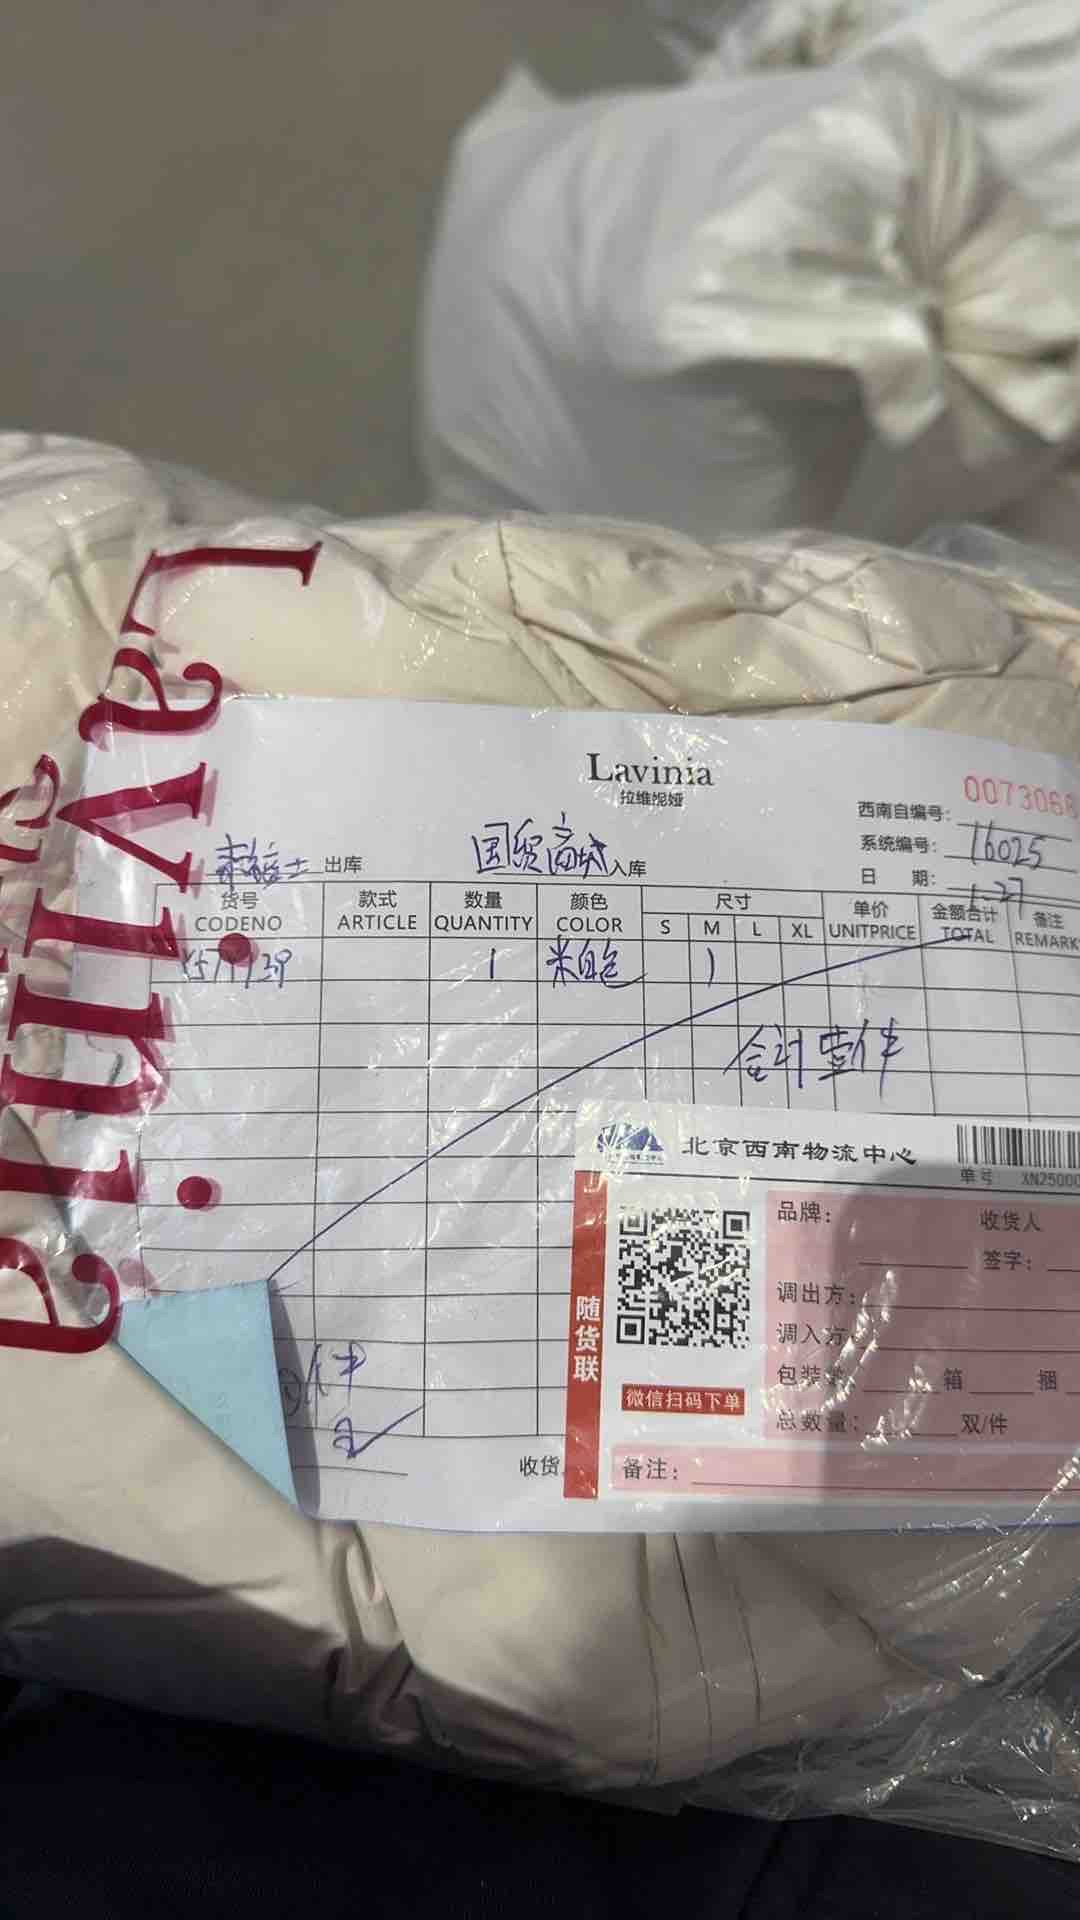 Lavinia
Lavinia
拉维妮娅
西南自编号:
系统编号: 16025
出库
国贸商城 入库
日 期: 1-27
货号 款式 数量 颜色 尺寸 单价 金额合计 备注
CODENO ARTICLE QUANTITY COLOR S M L XL UNITPRICE TOTAL REMARK
1 米白色 1
合计壹件
北京西南物流中心
单号
品牌: 收货人
签字:
调出方:
调入方
包装 箱 捆
总数量: 双/件
备注:
随货联
微信扫码下单
收货